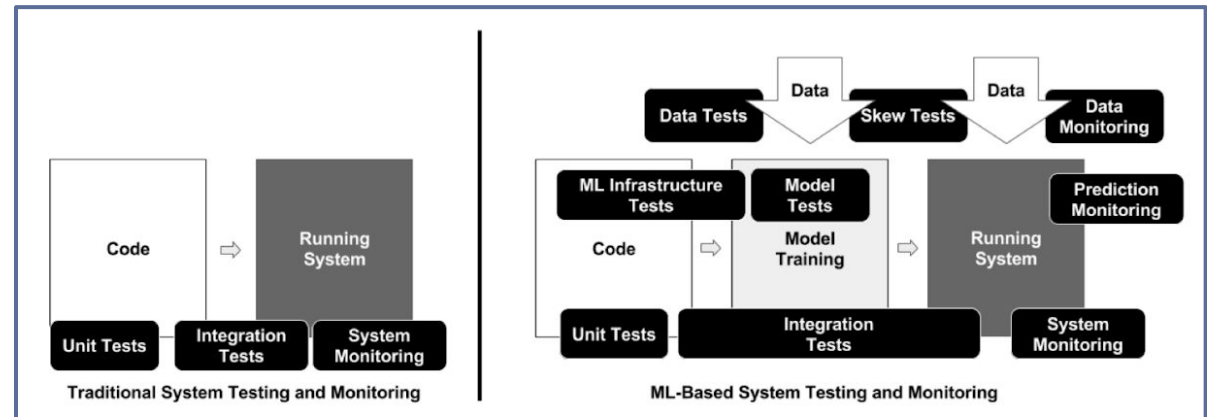 Code
Running
System
Unit Tests
Integration
Tests
System
Monitoring
Traditional System Testing and Monitoring
Data
Data
Data Tests
Skew Tests
Data
Monitoring
ML Infrastructure
Tests
Model
Tests
Prediction
Monitoring
Code
Model
Training
Running
System
Unit Tests
Integration
Tests
System
Monitoring
ML-Based System Testing and Monitoring